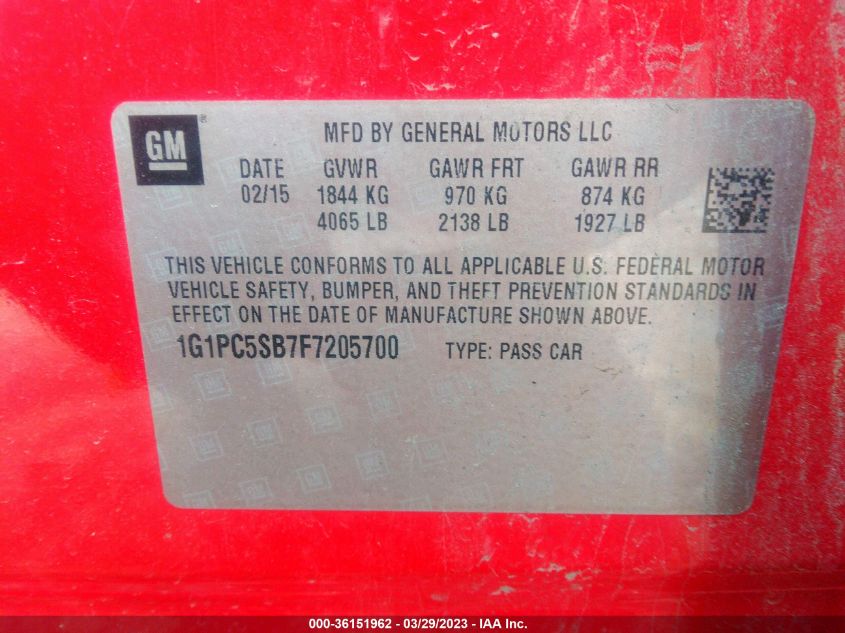 GM ®
MFD BY GENERAL MOTORS LLC
DATE GVWR GAWR FRT GAWR RR
02/15 1844 KG 970 KG 874 KG
4065 LB 2138 LB 1927 LB
THIS VEHICLE CONFORMS TO ALL APPLICABLE U.S. FEDERAL MOTOR
VEHICLE SAFETY, BUMPER, AND THEFT PREVENTION STANDARDS IN
EFFECT ON THE DATE OF MANUFACTURE SHOWN ABOVE.
1G1PC5SB7F7205700 TYPE: PASS CAR
000-36151962 - 03/29/2023 - IAA Inc.